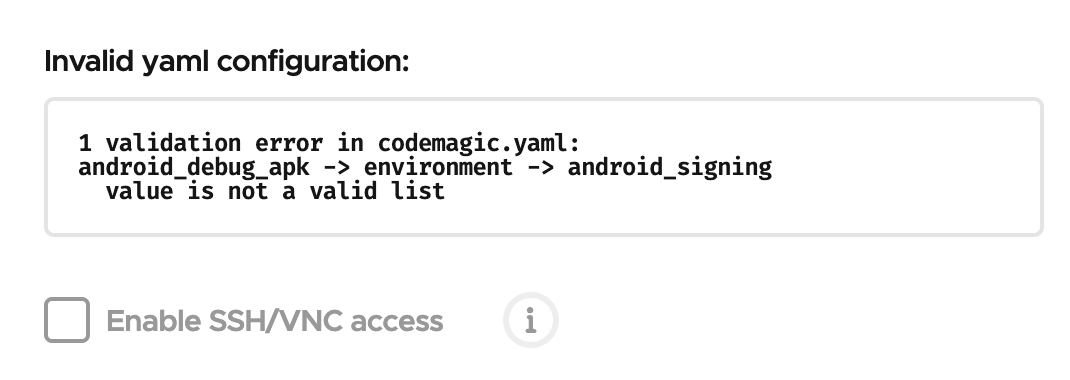 Invalid yaml configuration:
1 validation error in codemagic.yaml:
android_debug_apk -> environment -> android_signing
  value is not a valid list
Enable SSH/VNC access
i